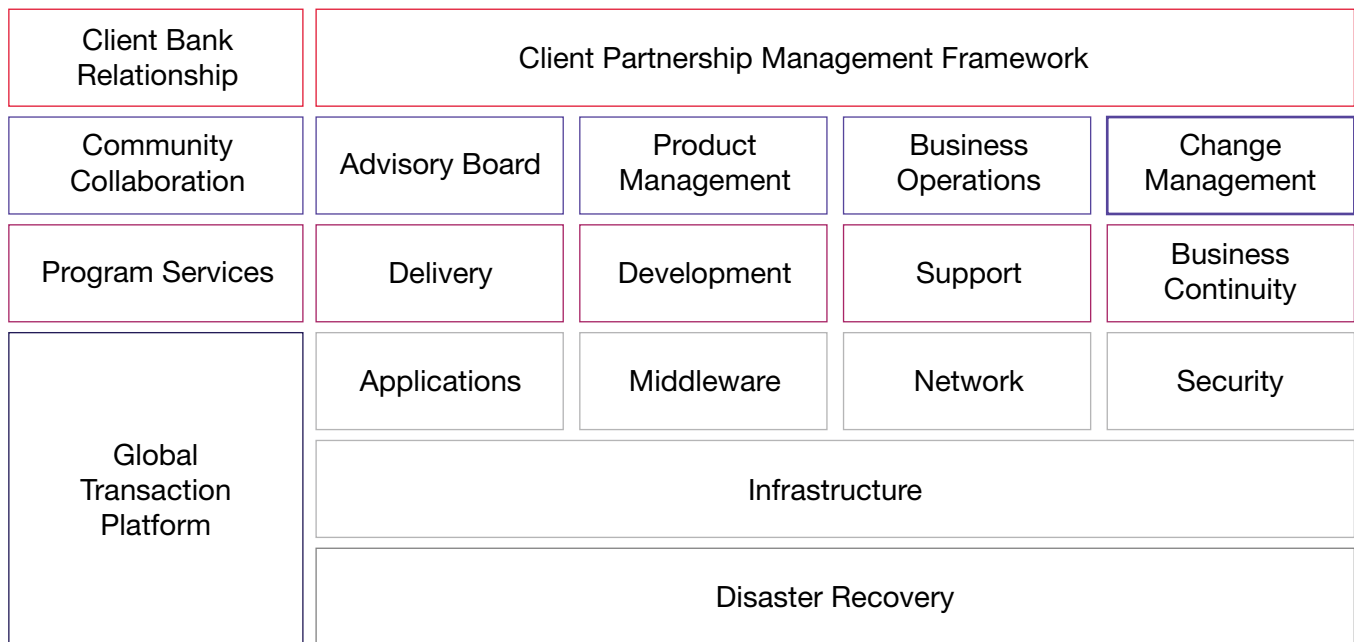 Client Bank
Relationship
Client Partnership Management Framework
Community
Collaboration
Advisory Board
Product
Management
Business
Operations
Change
Management
Program Services
Delivery
Development
Support
Business
Continuity
Global
Transaction
Platform
Applications
Middleware
Network
Security
Infrastructure
Disaster Recovery